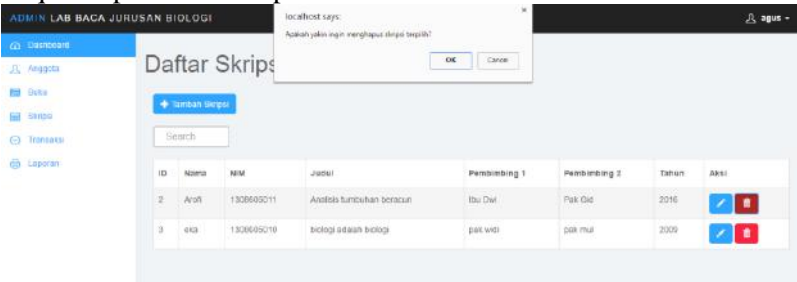 ADMIN LAB BACA JURUSAN BIOLOGI
agus
localhost says:
Apakah yakin ingin menghapus skripsi terpilih?
OK
Cancel
Dashboard
Anggota
Buku
Skripsi
Transaksi
Laporan
Daftar Skrips
Tambah Skripsi
Search
ID Nama NIM Judul Pembimbing 1 Pembimbing 2 Tahun Aksi
2 Arofi 1308605011 Analisis tumbuhan beracun Ibu Dwi Pak Gid 2016
3 eka 1308605010 biologi adalah biologi pak widi pak mul 2009